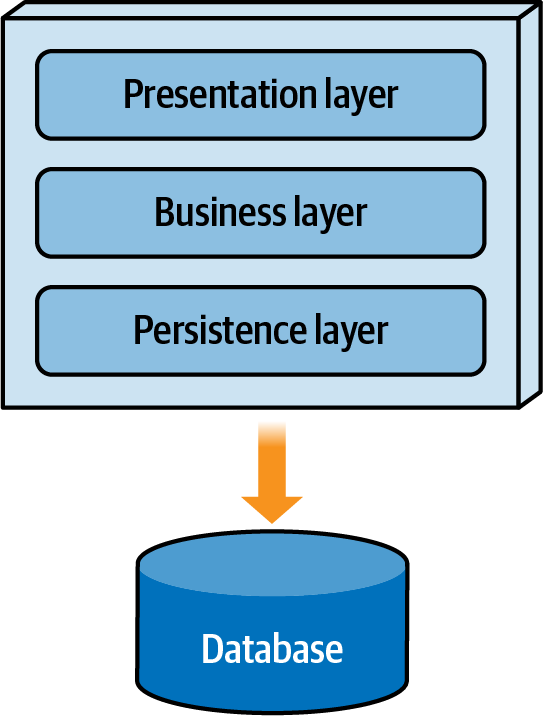 Presentation layer
Business layer
Persistence layer
Database